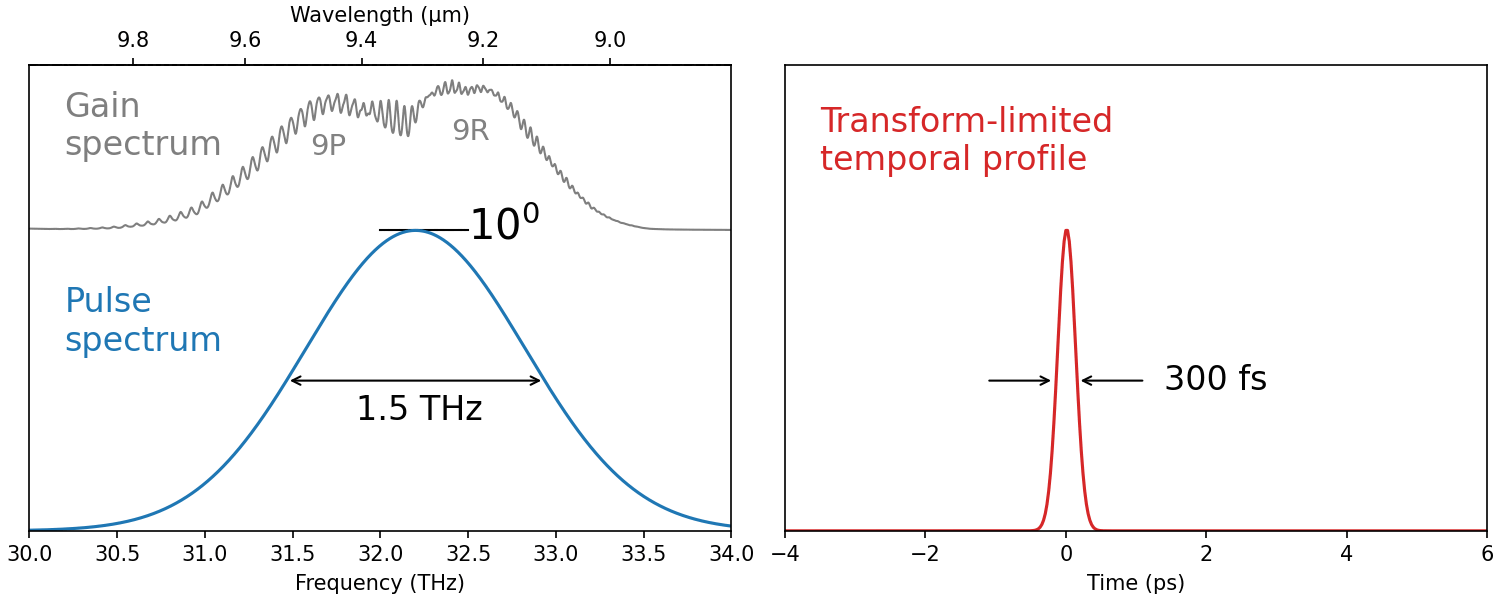 Wavelength (μm)
9.8 9.6 9.4 9.2 9.0
Gain
spectrum
9P
9R
10⁰
Pulse
spectrum
1.5 THz
30.0 30.5 31.0 31.5 32.0 32.5 33.0 33.5 34.0
Frequency (THz)
Transform-limited
temporal profile
300 fs
−4 −2 0 2 4 6
Time (ps)